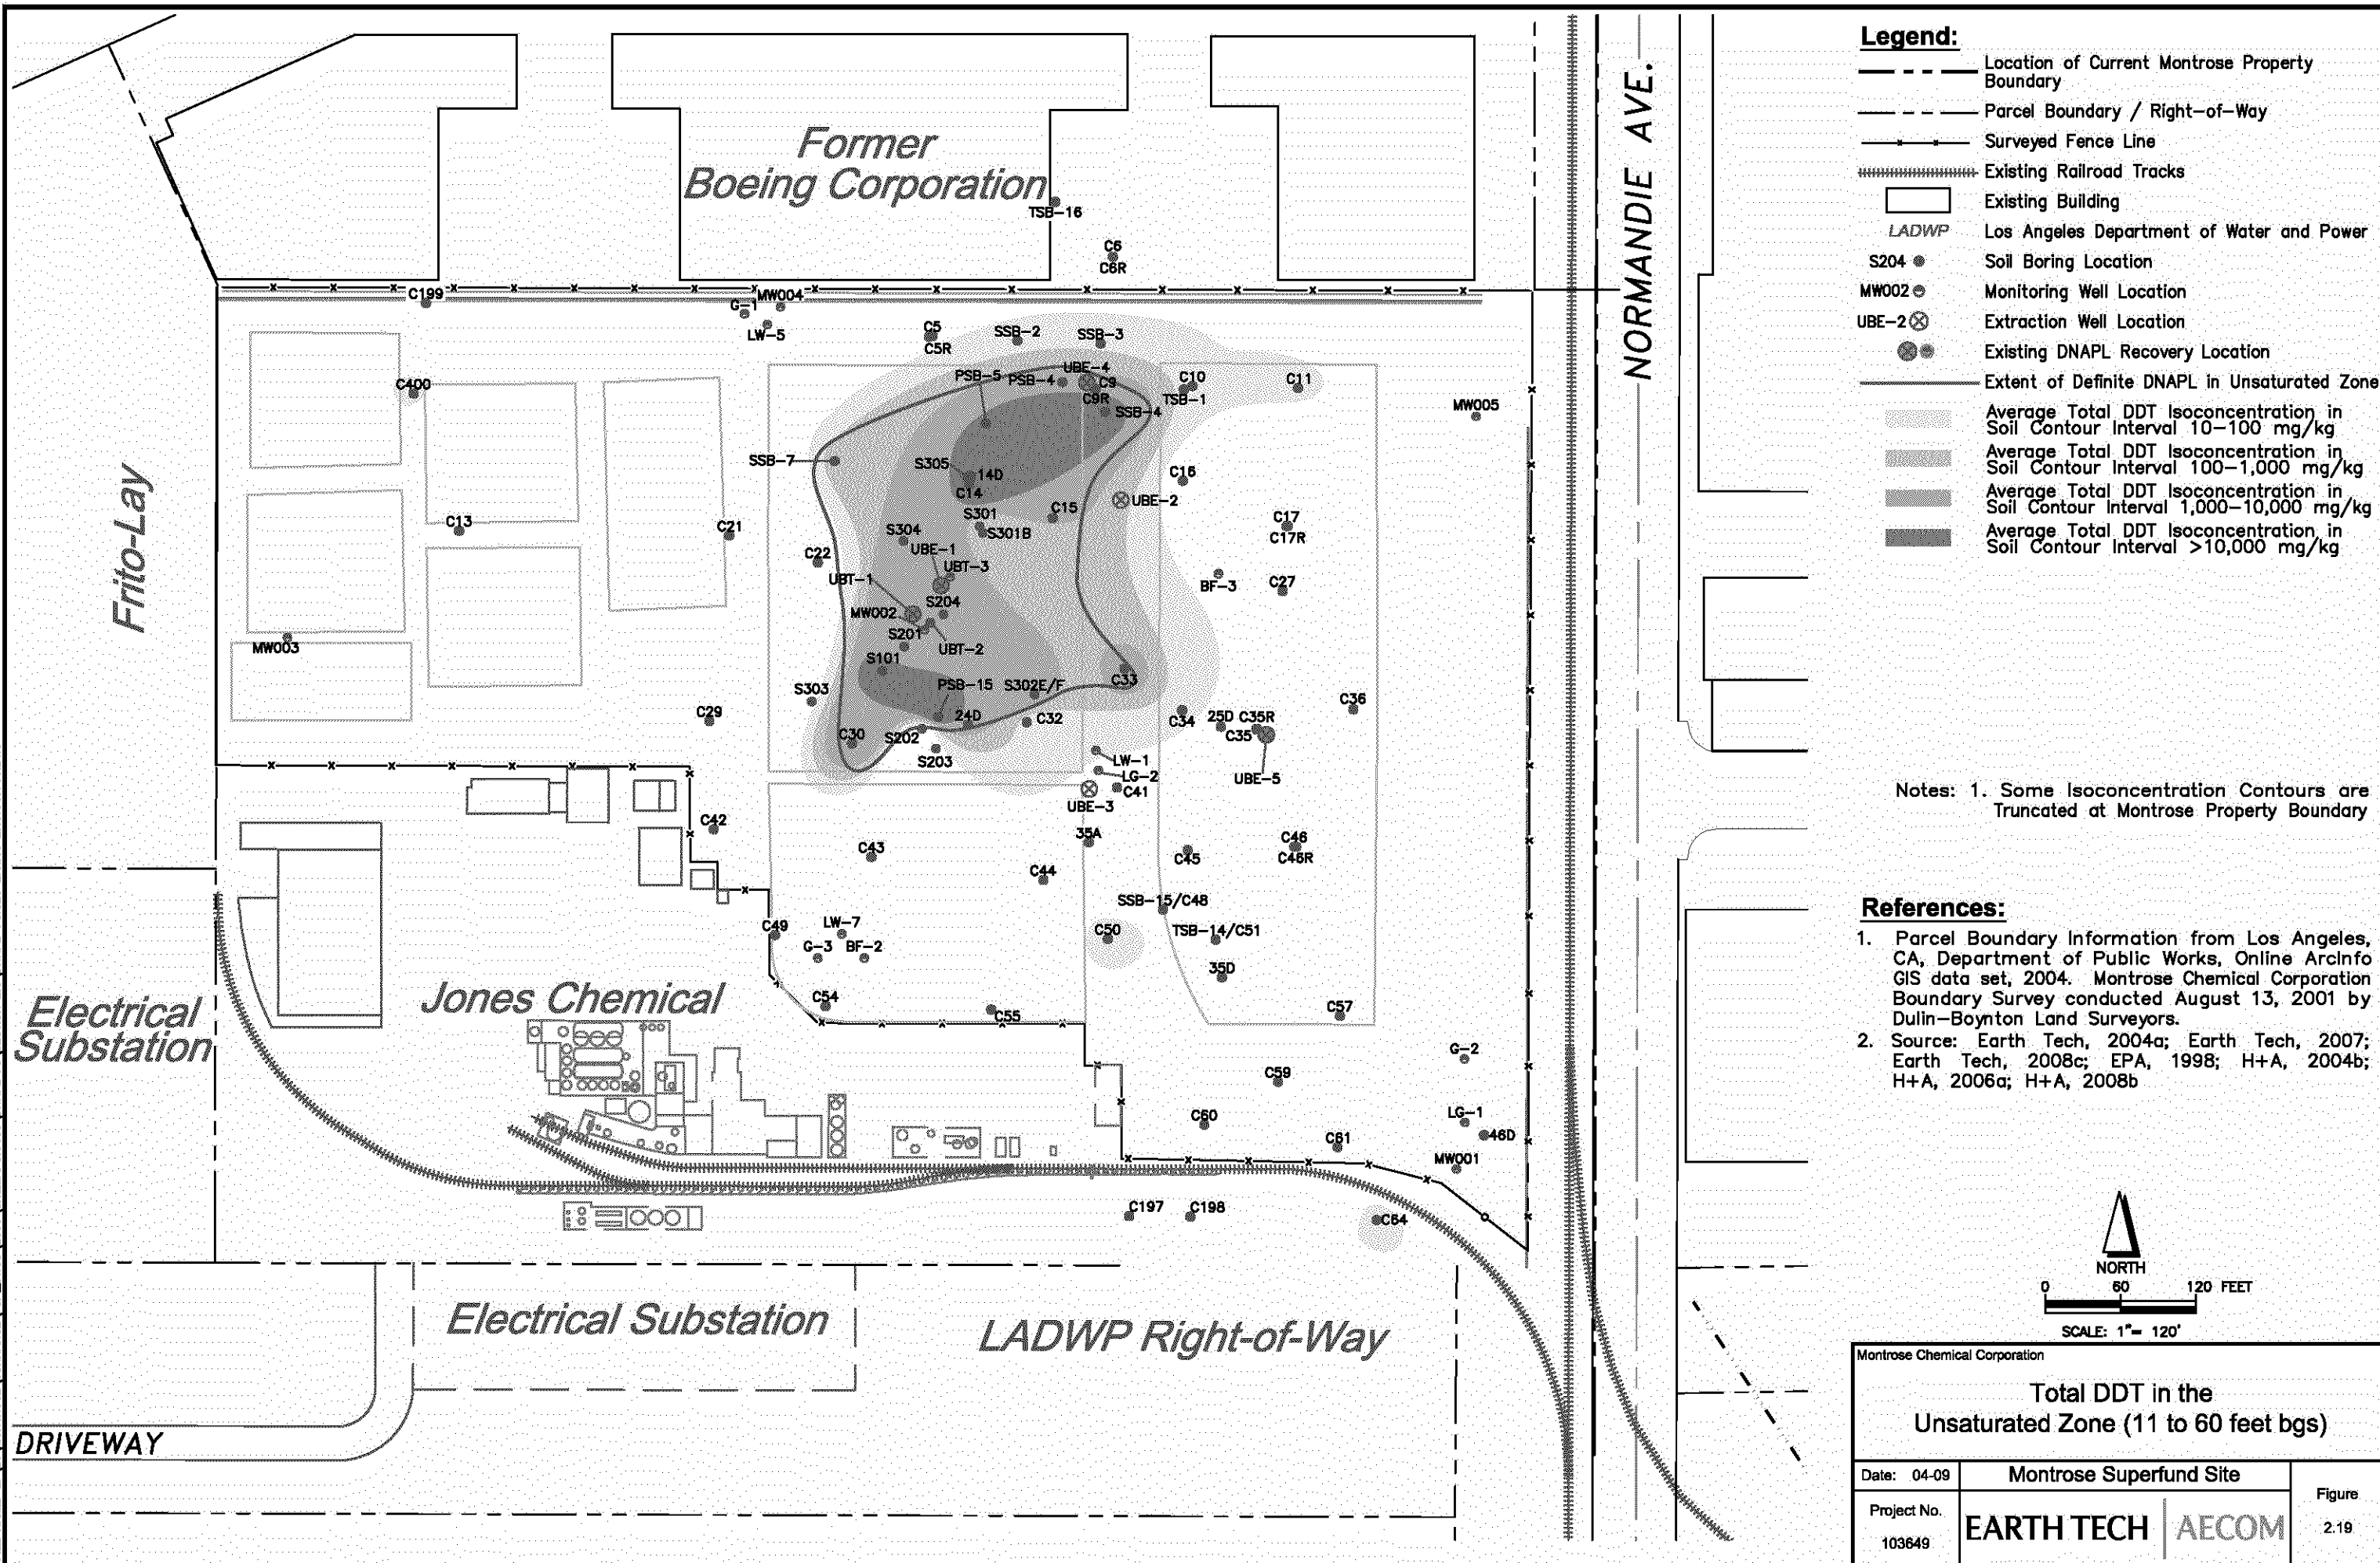 Former
Boeing Corporation
TSB-16
C6
C6R
C199
G-1
MW004
LW-5
C5
C5R
SSB-2
SSB-3
C400
PSB-5
PSB-4
UBE-4
C9
C9R
SSB-4
C10
TSB-1
C11
MW005
NORMANDIE AVE.
Frito-Lay
SSB-7
S305
14D
C14
C16
UBE-2
C13
C21
S301
S301B
C15
C17
C17R
S304
C22
UBE-1
UBT-3
UBT-1
BF-3
C27
MW002
S204
S201
UBT-2
MW003
S101
PSB-15
S302E/F
C33
S303
C29
24D
C32
C34
25D
C35R
C35
C36
C30
S202
S203
LW-1
LG-2
UBE-5
C41
UBE-3
C42
35A
C43
C44
C45
C46
C46R
SSB-15/C48
C49
LW-7
G-3
BF-2
C50
TSB-14/C51
35D
Jones Chemical
Electrical
Substation
C54
C55
C57
G-2
C59
LG-1
C60
46D
C61
MW001
C197
C198
C64
Electrical Substation
LADWP Right-of-Way
DRIVEWAY
Legend:
Location of Current Montrose Property
Boundary
Parcel Boundary / Right-of-Way
Surveyed Fence Line
Existing Railroad Tracks
Existing Building
LADWP Los Angeles Department of Water and Power
S204 Soil Boring Location
MW002 Monitoring Well Location
UBE-2 Extraction Well Location
Existing DNAPL Recovery Location
Extent of Definite DNAPL in Unsaturated Zone
Average Total DDT Isoconcentration in
Soil Contour Interval 10-100 mg/kg
Average Total DDT Isoconcentration in
Soil Contour Interval 100-1,000 mg/kg
Average Total DDT Isoconcentration in
Soil Contour Interval 1,000-10,000 mg/kg
Average Total DDT Isoconcentration in
Soil Contour Interval >10,000 mg/kg
Notes: 1. Some Isoconcentration Contours are
Truncated at Montrose Property Boundary
References:
1. Parcel Boundary Information from Los Angeles,
CA, Department of Public Works, Online ArcInfo
GIS data set, 2004. Montrose Chemical Corporation
Boundary Survey conducted August 13, 2001 by
Dulin-Boynton Land Surveyors.
2. Source: Earth Tech, 2004a; Earth Tech, 2007;
Earth Tech, 2008c; EPA, 1998; H+A, 2004b;
H+A, 2006a; H+A, 2008b
NORTH
0 60 120 FEET
SCALE: 1"= 120'
Montrose Chemical Corporation
Total DDT in the
Unsaturated Zone (11 to 60 feet bgs)
Date: 04-09
Montrose Superfund Site
Project No.
103649
EARTH TECH | AECOM
Figure
2.19